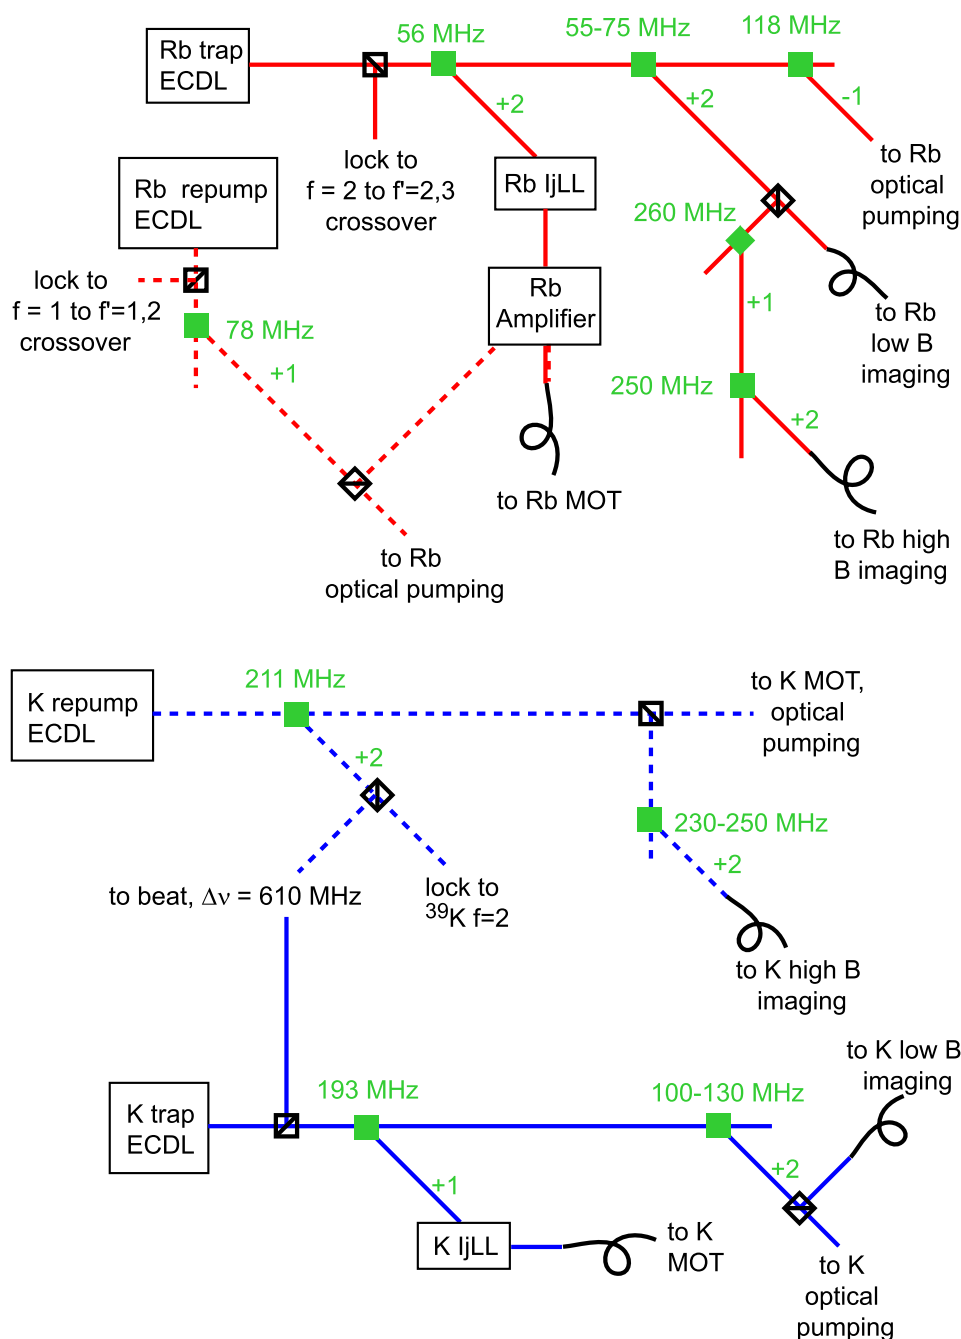 56 MHz
55-75 MHz
118 MHz
Rb trap
ECDL
+2
+2
-1
lock to
f = 2 to f'=2,3
crossover
to Rb
optical
pumping
Rb repump
ECDL
Rb IjLL
260 MHz
lock to
f = 1 to f'=1,2
crossover
78 MHz
+1
Rb
Amplifier
+1
to Rb
low B
imaging
250 MHz
+2
to Rb MOT
to Rb
optical pumping
to Rb high
B imaging
K repump
ECDL
211 MHz
+2
to K MOT,
optical
pumping
230-250 MHz
+2
to beat, Δν = 610 MHz
lock to
³⁹K f=2
to K high B
imaging
K trap
ECDL
193 MHz
+1
100-130 MHz
+2
to K low B
imaging
K IjLL
to K
MOT
to K
optical
pumping